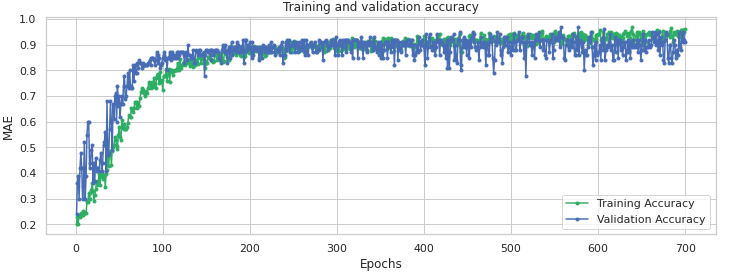 Training and validation accuracy
1.0
0.9
0.8
0.7
0.6
0.5
0.4
0.3
0.2
MAE
0 100 200 300 400 500 600 700
Epochs
Training Accuracy
Validation Accuracy